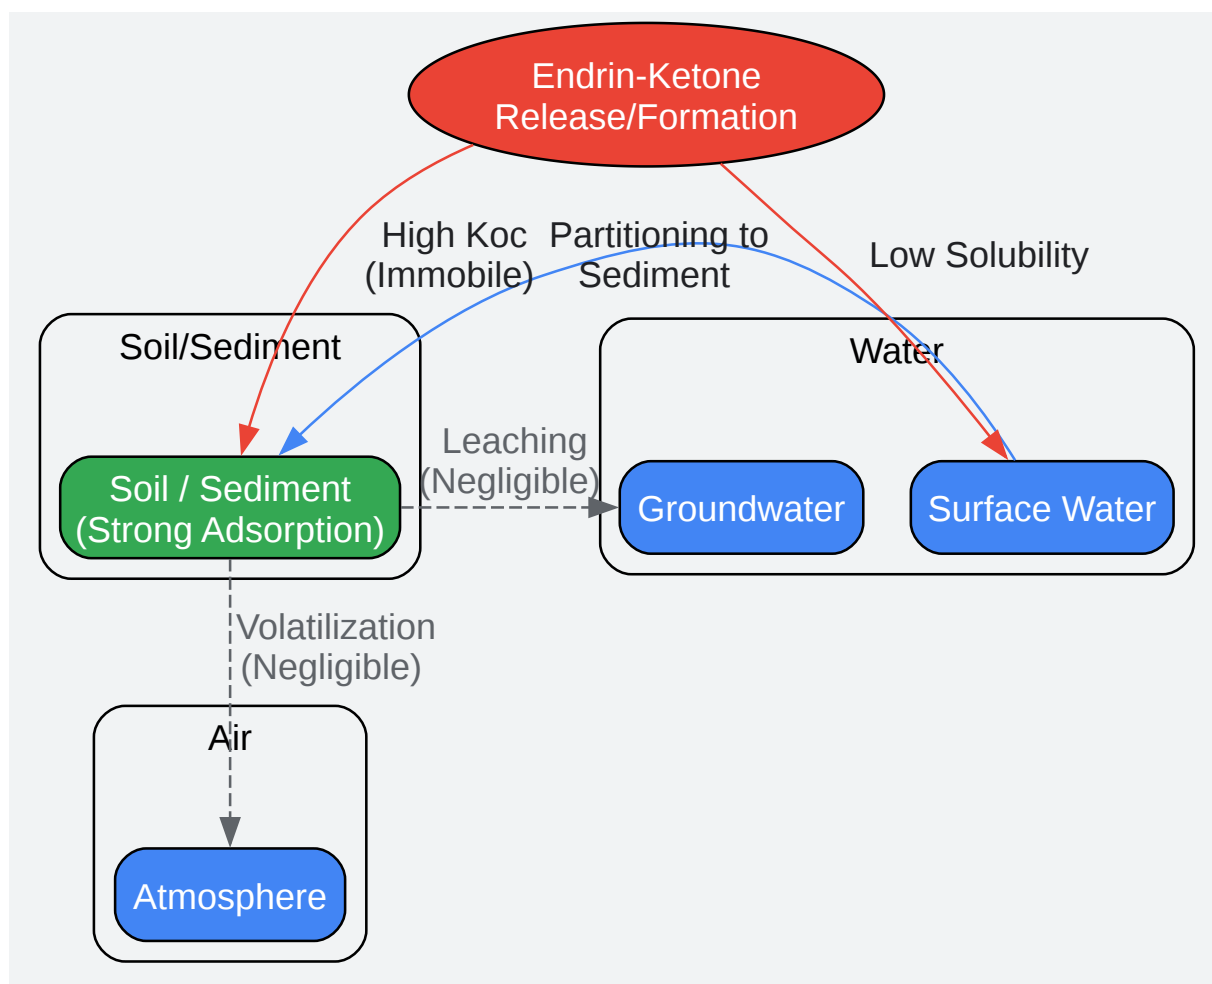 Endrin-Ketone
Release/Formation
High Koc
(Immobile)
Partitioning to
Sediment
Low Solubility
Soil/Sediment
Water
Leaching
(Negligible)
Soil / Sediment
(Strong Adsorption)
Groundwater
Surface Water
Volatilization
(Negligible)
Air
Atmosphere